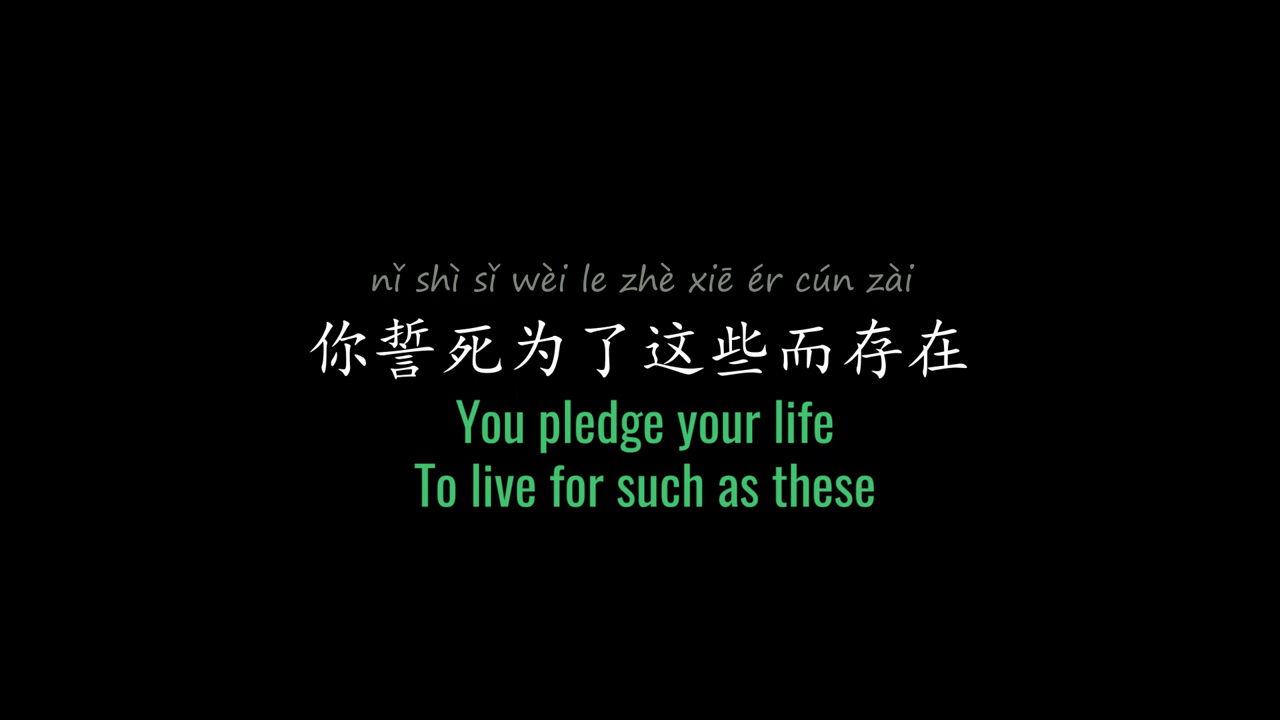 nǐ shì sǐ wèi le zhè xiē ér cún zài
你誓死为了这些而存在
You pledge your life
To live for such as these